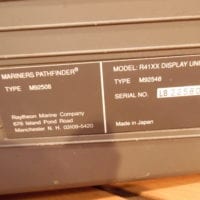 MARINERS PATHFINDER®
TYPE M92506
Raytheon Marine Company
676 Island Pond Road
Manchester N. H. 03109-5420
MODEL: R41XX DISPLAY UNI
TYPE M92546
SERIAL NO.
Made in Japan